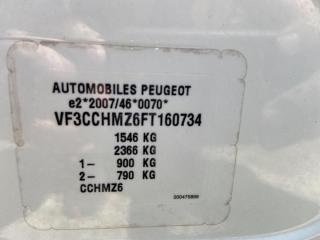 AUTOMOBILES PEUGEOT
e2*2007/46*0070*
VF3CCHMZ6FT160734
1546 KG
2366 KG
1- 900 KG
2- 790 KG
CCHMZ6